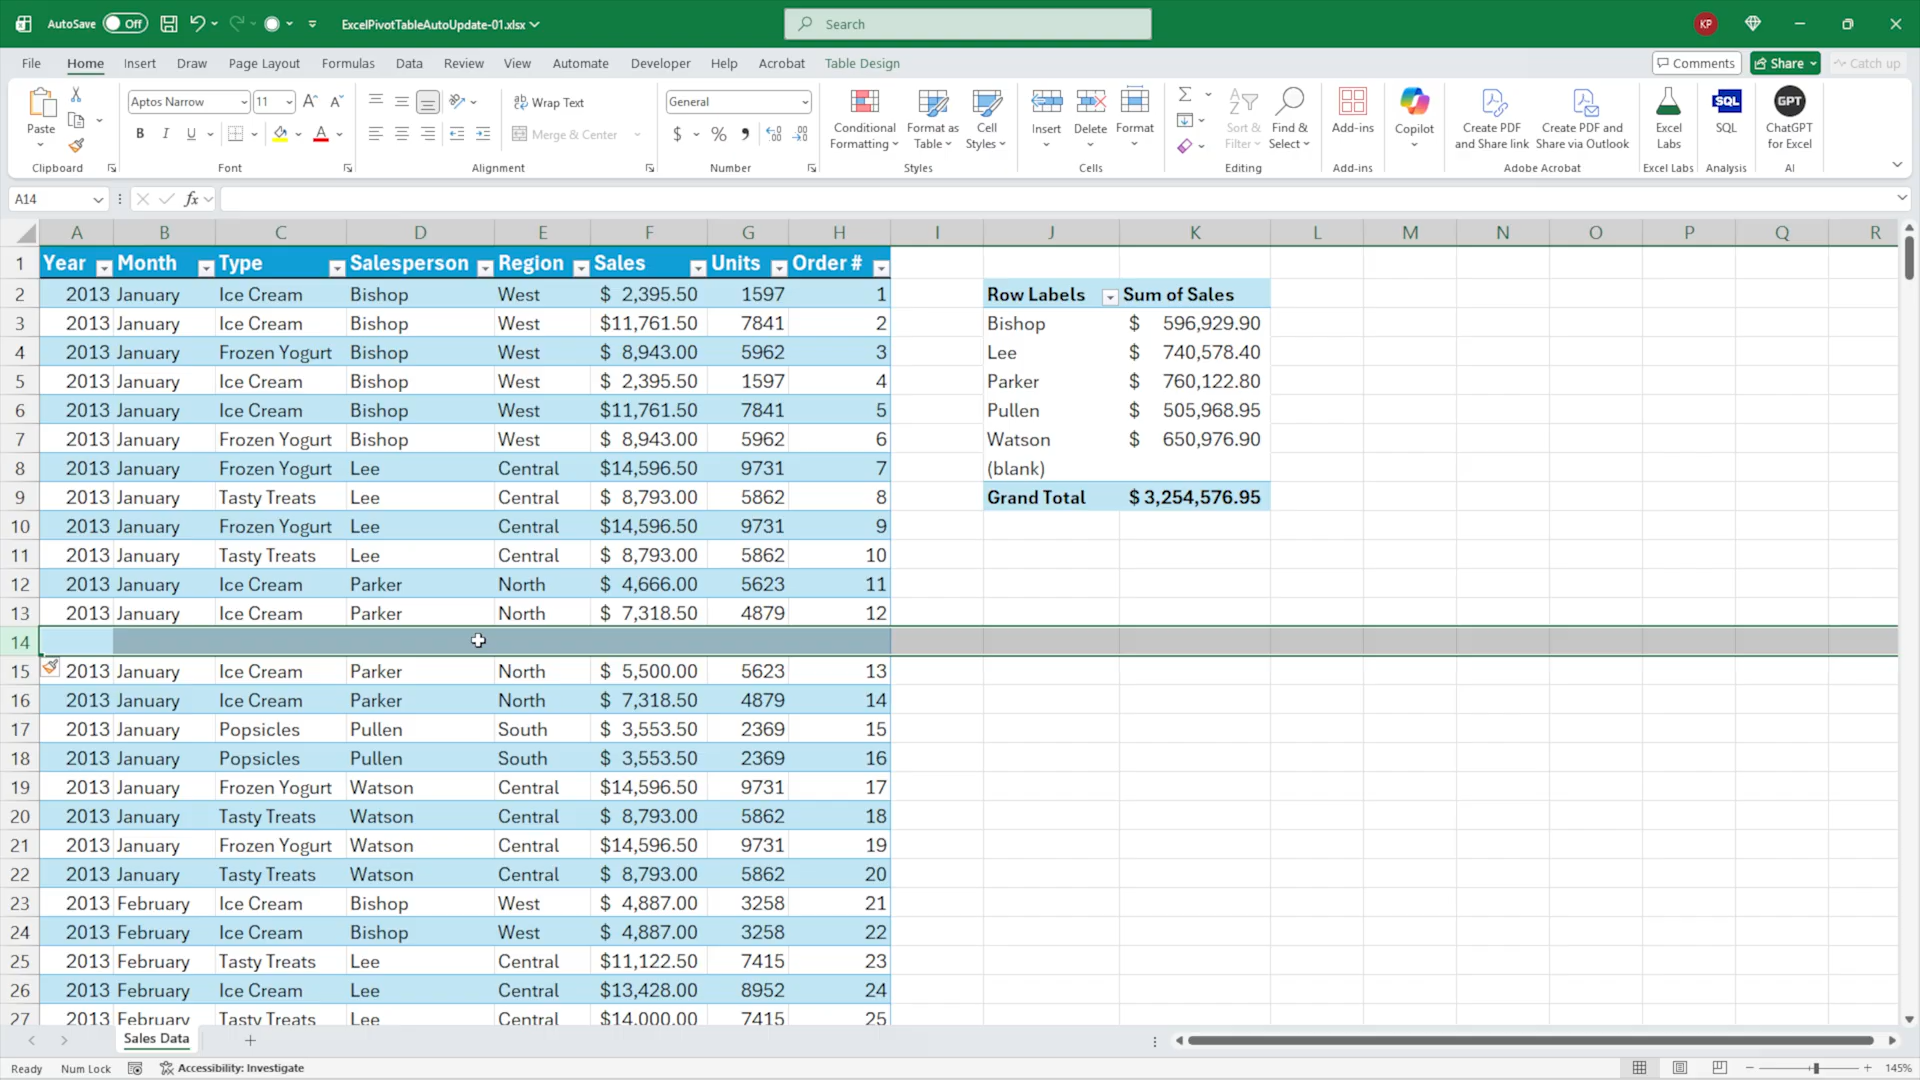 AutoSave Off ExcelPivotTableAutoUpdate-01.xlsx Search KP
File Home Insert Draw Page Layout Formulas Data Review View Automate Developer Help Acrobat Table Design Comments Share Catch up
Paste Aptos Narrow 11 A A Wrap Text General Conditional Formatting Format as Table Cell Styles Insert Delete Format Sort & Filter Find & Select Add-ins Copilot Create PDF and Share link Create PDF and Share via Outlook Excel Labs SQL ChatGPT for Excel
B I U A Merge & Center $ % ,
Clipboard Font Alignment Number Styles Cells Editing Add-ins Adobe Acrobat Excel Labs Analysis AI
A14 fx
A B C D E F G H I J K L M N O P Q R
1 Year Month Type Salesperson Region Sales Units Order #
2 2013 January Ice Cream Bishop West $ 2,395.50 1597 1 Row Labels Sum of Sales
3 2013 January Ice Cream Bishop West $11,761.50 7841 2 Bishop $ 596,929.90
4 2013 January Frozen Yogurt Bishop West $ 8,943.00 5962 3 Lee $ 740,578.40
5 2013 January Ice Cream Bishop West $ 2,395.50 1597 4 Parker $ 760,122.80
6 2013 January Ice Cream Bishop West $11,761.50 7841 5 Pullen $ 505,968.95
7 2013 January Frozen Yogurt Bishop West $ 8,943.00 5962 6 Watson $ 650,976.90
8 2013 January Frozen Yogurt Lee Central $14,596.50 9731 7 (blank)
9 2013 January Tasty Treats Lee Central $ 8,793.00 5862 8 Grand Total $ 3,254,576.95
10 2013 January Frozen Yogurt Lee Central $14,596.50 9731 9
11 2013 January Tasty Treats Lee Central $ 8,793.00 5862 10
12 2013 January Ice Cream Parker North $ 4,666.00 5623 11
13 2013 January Ice Cream Parker North $ 7,318.50 4879 12
14
15 2013 January Ice Cream Parker North $ 5,500.00 5623 13
16 2013 January Ice Cream Parker North $ 7,318.50 4879 14
17 2013 January Popsicles Pullen South $ 3,553.50 2369 15
18 2013 January Popsicles Pullen South $ 3,553.50 2369 16
19 2013 January Frozen Yogurt Watson Central $14,596.50 9731 17
20 2013 January Tasty Treats Watson Central $ 8,793.00 5862 18
21 2013 January Frozen Yogurt Watson Central $14,596.50 9731 19
22 2013 January Tasty Treats Watson Central $ 8,793.00 5862 20
23 2013 February Ice Cream Bishop West $ 4,887.00 3258 21
24 2013 February Ice Cream Bishop West $ 4,887.00 3258 22
25 2013 February Tasty Treats Lee Central $11,122.50 7415 23
26 2013 February Ice Cream Lee Central $13,428.00 8952 24
27 2013 February Tasty Treats Lee Central $14,000.00 7415 25
Sales Data
Ready Num Lock Accessibility: Investigate 145%